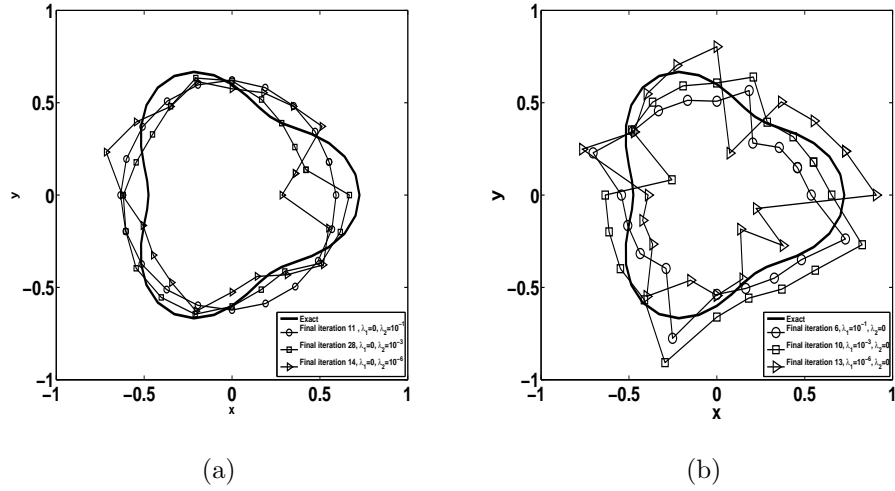 1
0.5
0
−0.5
−1
−1
−0.5
0
0.5
1
y
x
Exact
Final iteration 11 , λ1=0, λ2=10−1
Final iteration 28, λ1=0, λ2=10−3
Final iteration 14, λ1=0, λ2=10−6
(a)
1
0.5
0
−0.5
−1
−1
−0.5
0
0.5
1
y
x
Exact
Final iteration 6, λ1=10−1, λ2=0
Final iteration 10, λ1=10−3, λ2=0
Final iteration 13, λ1=10−6, λ2=0
(b)